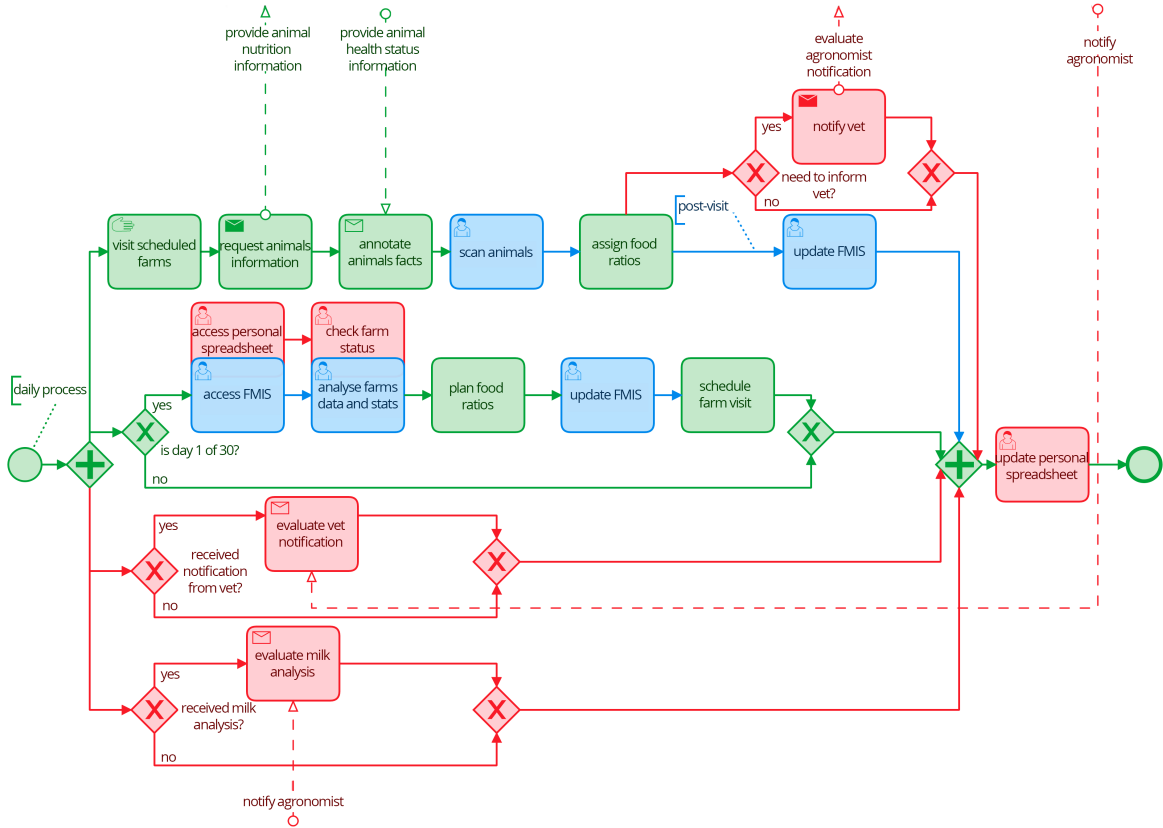 provide animal
nutrition
information
provide animal
health status
information
evaluate
agronomist
notification
notify
agronomist
yes
notify vet
need to inform
vet?
no
post-visit
visit scheduled
farms
request animals
information
annotate
animals facts
scan animals
assign food
ratios
update FMIS
access personal
spreadsheet
check farm
status
daily process
yes
access FMIS
analyse farms
data and stats
plan food
ratios
update FMIS
schedule
farm visit
is day 1 of 30?
no
update personal
spreadsheet
yes
evaluate vet
notification
received
notification
from vet?
no
yes
evaluate milk
analysis
received milk
analysis?
no
notify agronomist